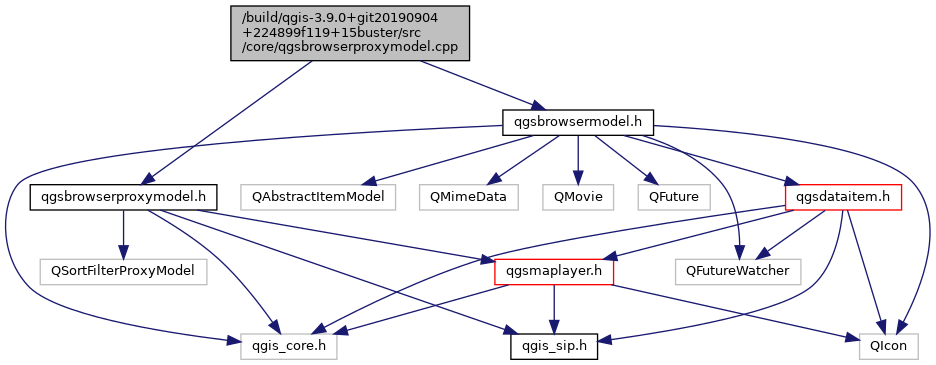 /build/qgis-3.9.0+git20190904
+224899f119+15buster/src
/core/qgsbrowserproxymodel.cpp
qgsbrowsermodel.h
qgsbrowserproxymodel.h
QAbstractItemModel
QMimeData
QMovie
QFuture
qgsdataitem.h
QSortFilterProxyModel
qgsmaplayer.h
QFutureWatcher
qgis_core.h
qgis_sip.h
QIcon